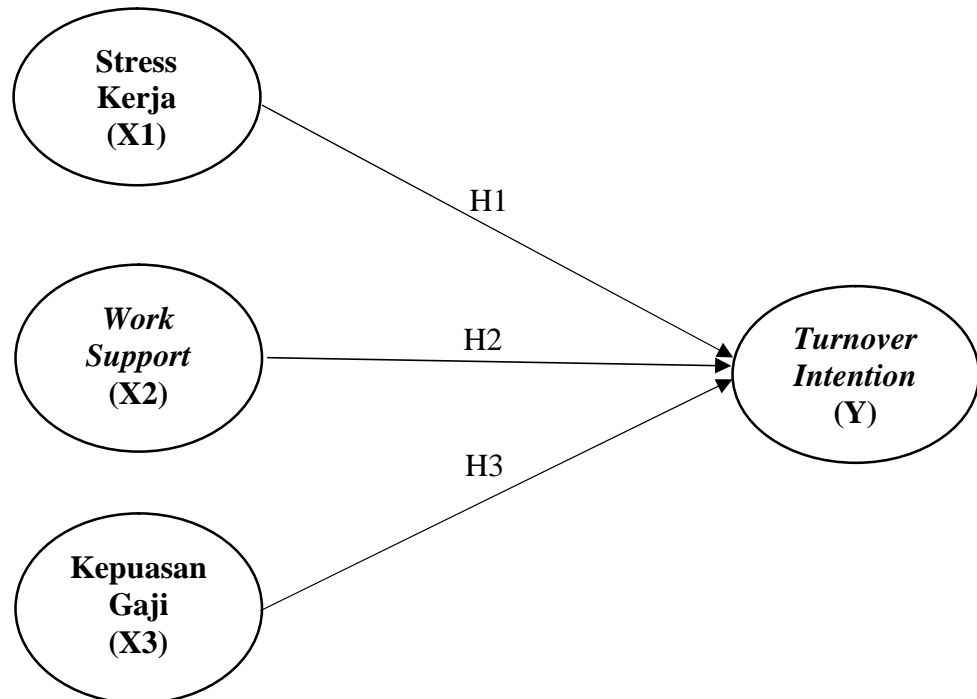 Stress
Kerja
(X1)
H1
Work
Support
(X2)
H2
Turnover
Intention
(Y)
H3
Kepuasan
Gaji
(X3)